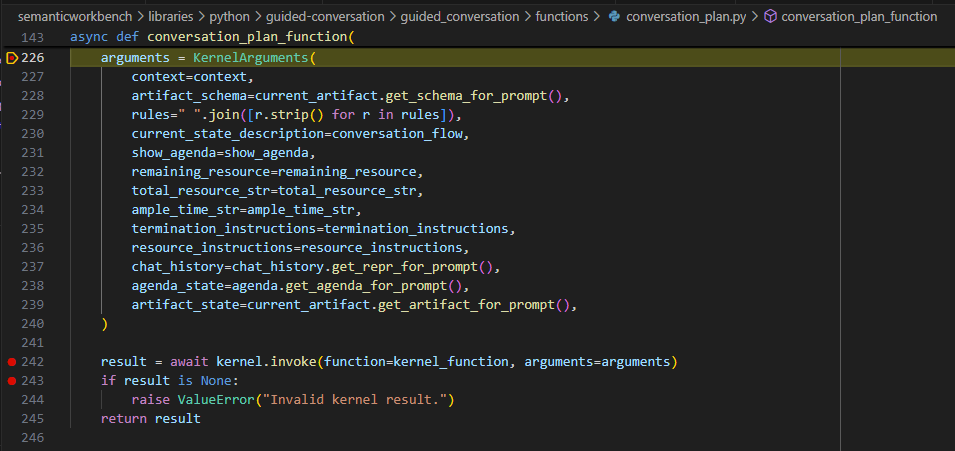 semanticworkbench > libraries > python > guided-conversation > guided_conversation > functions > conversation_plan.py > conversation_plan_function
143 async def conversation_plan_function(
226     arguments = KernelArguments(
227         context=context,
228         artifact_schema=current_artifact.get_schema_for_prompt(),
229         rules=" ".join([r.strip() for r in rules]),
230         current_state_description=conversation_flow,
231         show_agenda=show_agenda,
232         remaining_resource=remaining_resource,
233         total_resource_str=total_resource_str,
234         ample_time_str=ample_time_str,
235         termination_instructions=termination_instructions,
236         resource_instructions=resource_instructions,
237         chat_history=chat_history.get_repr_for_prompt(),
238         agenda_state=agenda.get_agenda_for_prompt(),
239         artifact_state=current_artifact.get_artifact_for_prompt(),
240     )
241
242     result = await kernel.invoke(function=kernel_function, arguments=arguments)
243     if result is None:
244         raise ValueError("Invalid kernel result.")
245     return result
246